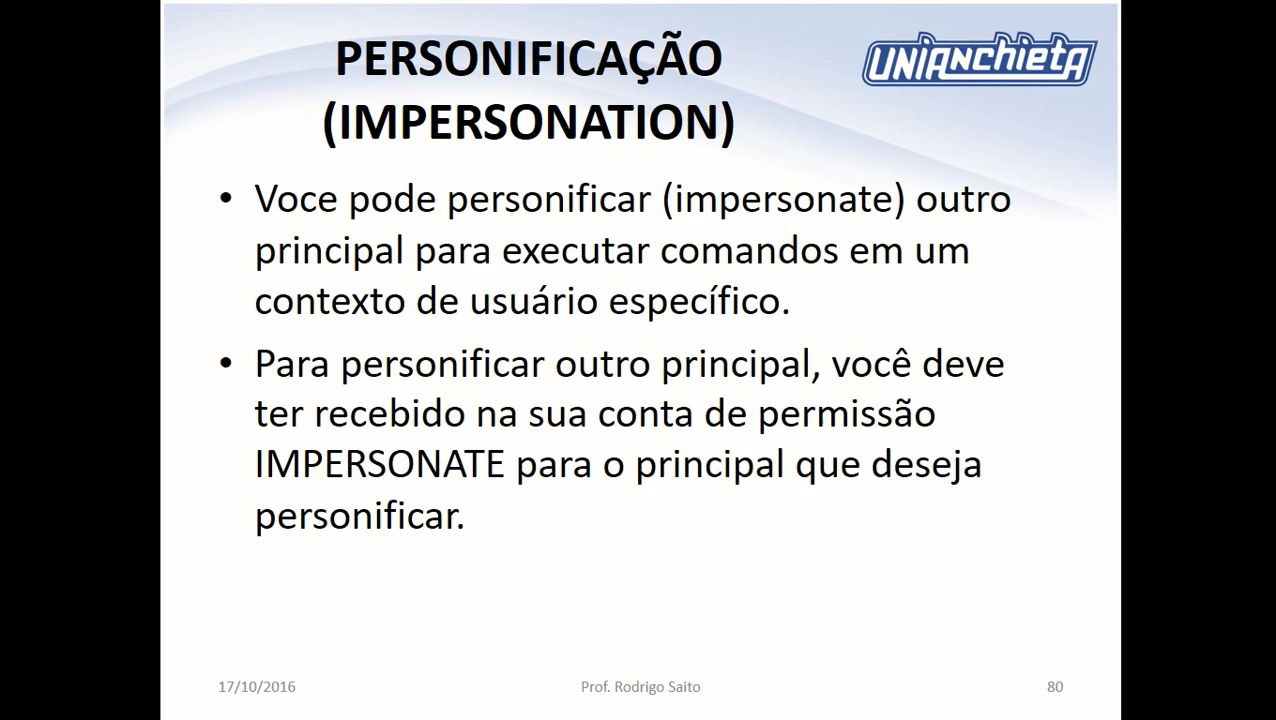 PERSONIFICAÇÃO
(IMPERSONATION)
UNIANCHIETA
• Voce pode personificar (impersonate) outro
principal para executar comandos em um
contexto de usuário específico.
• Para personificar outro principal, você deve
ter recebido na sua conta de permissão
IMPERSONATE para o principal que deseja
personificar.
17/10/2016
Prof. Rodrigo Saito
80